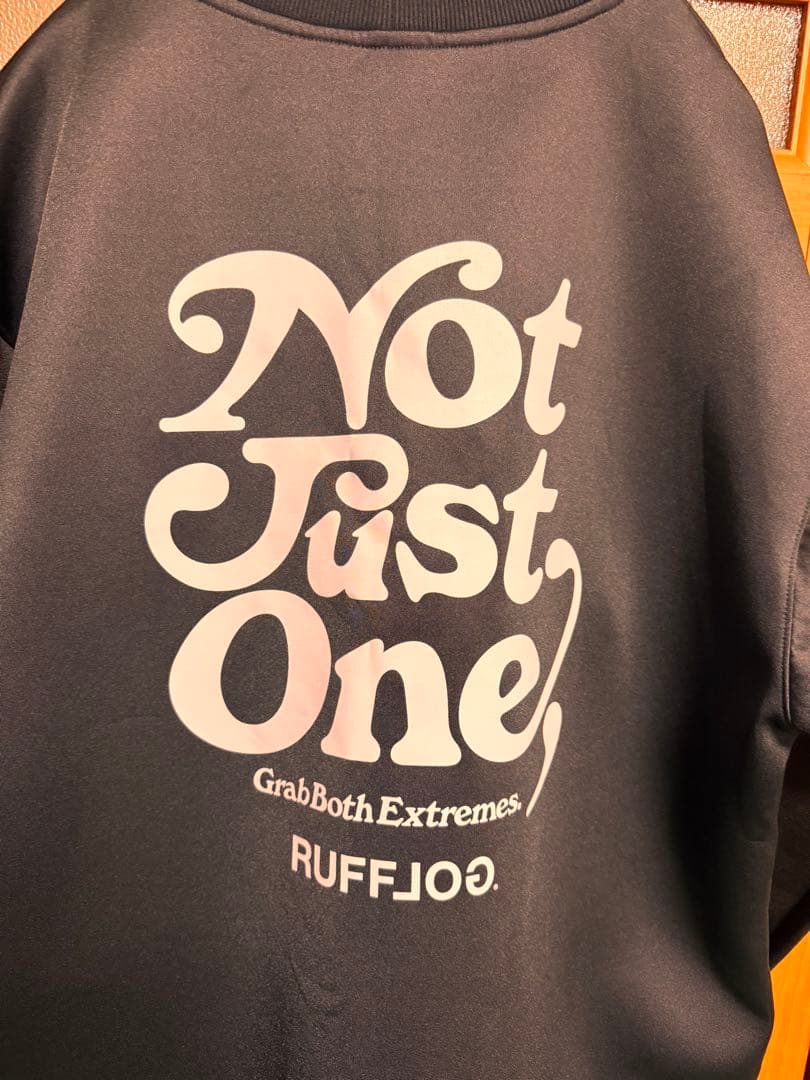 Not
Just,
One,
Grab Both Extremes.
RUFFLOG.